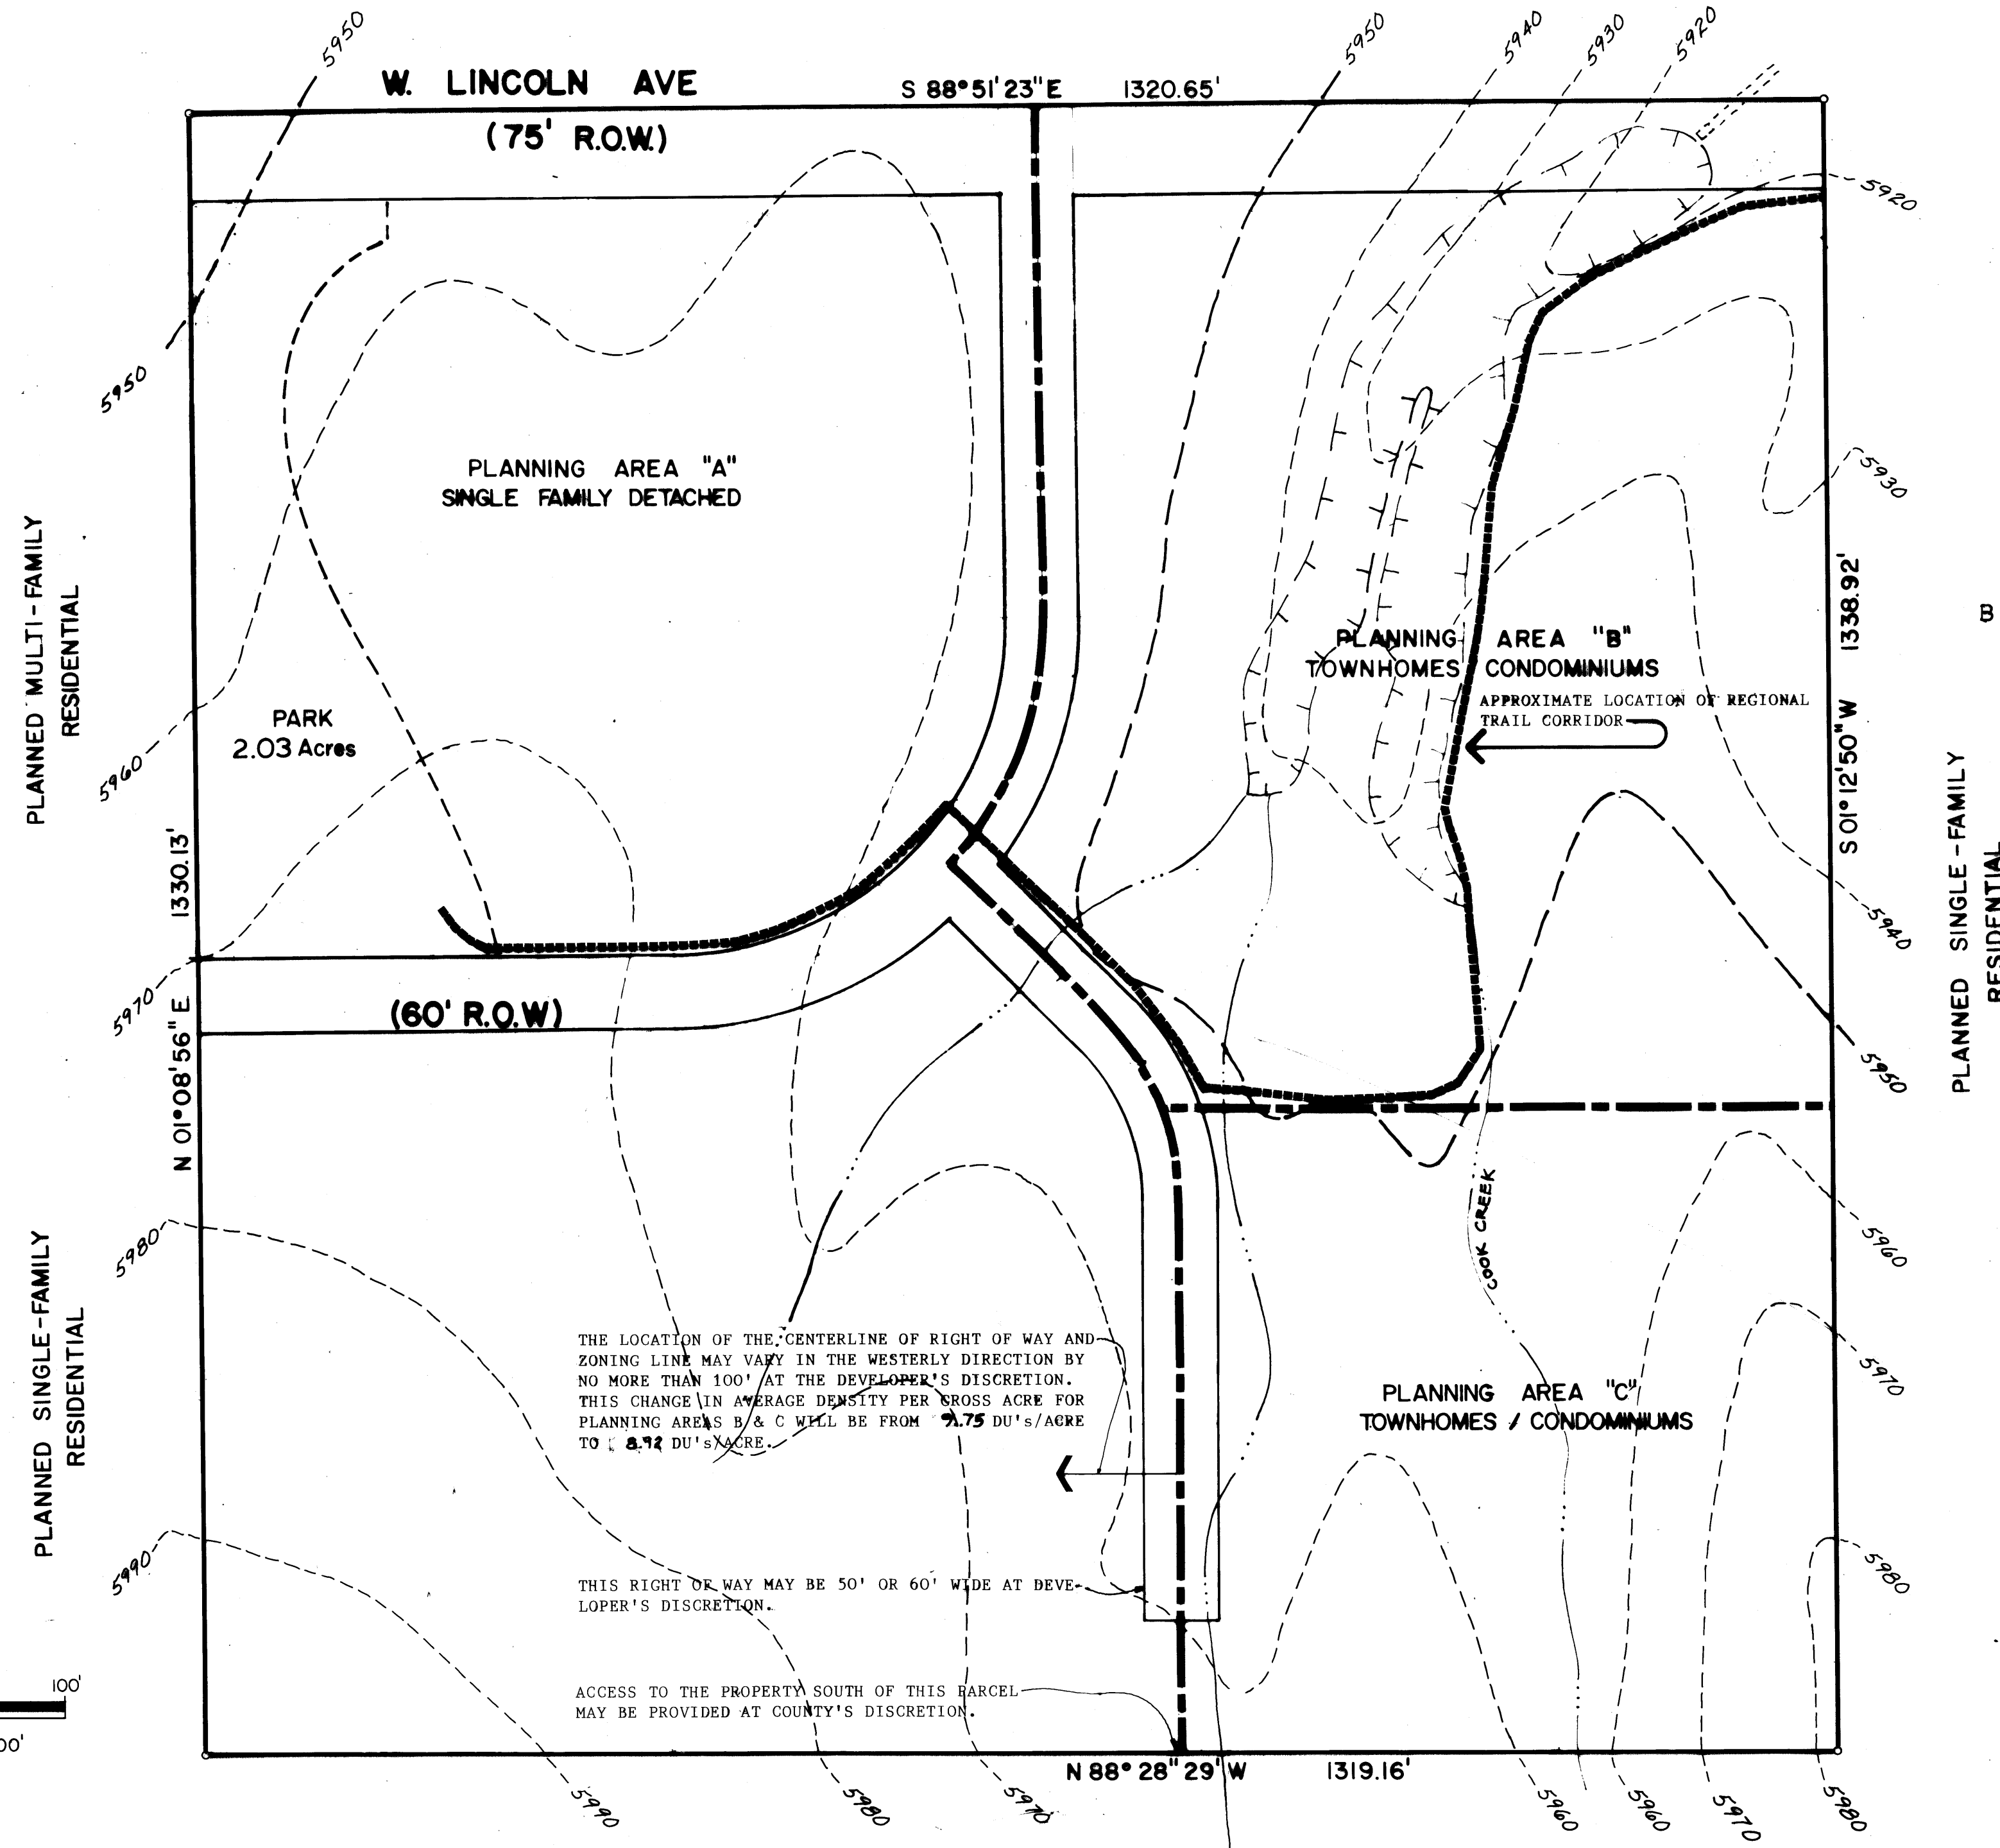 5950
5950
5940
5930
5920
W. LINCOLN AVE
S 88°51'23"E 1320.65'
(75' R.O.W.)
5920
5950
PLANNING AREA "A"
SINGLE FAMILY DETACHED
5930
PLANNED MULTI-FAMILY
RESIDENTIAL
1338.92'
S 01°12'50"W
B
PLANNING AREA "B"
TOWNHOMES CONDOMINIUMS
APPROXIMATE LOCATION OF REGIONAL
TRAIL CORRIDOR
PARK
2.03 Acres
5960
PLANNED SINGLE-FAMILY
RESIDENTIAL
1330.13'
N 01°08'56" E
5940
5970
(60' R.O.W)
5950
COOK CREEK
5980
5960
PLANNED SINGLE-FAMILY
RESIDENTIAL
THE LOCATION OF THE CENTERLINE OF RIGHT OF WAY AND
ZONING LINE MAY VARY IN THE WESTERLY DIRECTION BY
NO MORE THAN 100' AT THE DEVELOPER'S DISCRETION.
THIS CHANGE IN AVERAGE DENSITY PER GROSS ACRE FOR
PLANNING AREAS B & C WILL BE FROM 9.75 DU's/ACRE
TO 8.92 DU's/ACRE.
5970
PLANNING AREA "C"
TOWNHOMES / CONDOMINIUMS
5990
5980
THIS RIGHT OF WAY MAY BE 50' OR 60' WIDE AT DEVE-
LOPER'S DISCRETION.
100'
00'
ACCESS TO THE PROPERTY SOUTH OF THIS PARCEL
MAY BE PROVIDED AT COUNTY'S DISCRETION.
N 88° 28" 29' W 1319.16'
5990
5980
5970
5960
5960
5970
5980